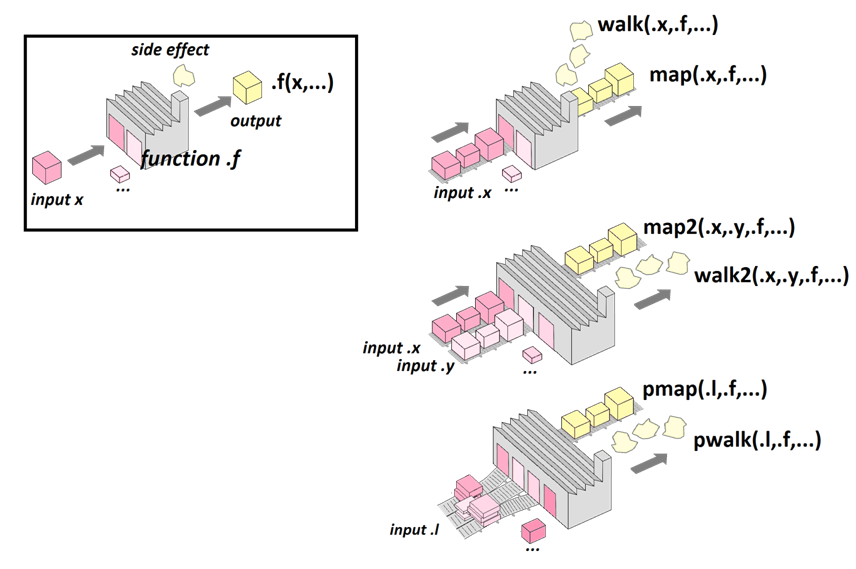 side effect
.f(x,...)
output
function .f
input x
...
walk(.x,.f,...)
map(.x,.f,...)
input .x
...
map2(.x,.y,.f,...)
walk2(.x,.y,.f,...)
input .x
input .y
...
pmap(.l,.f,...)
pwalk(.l,.f,...)
input .l
...